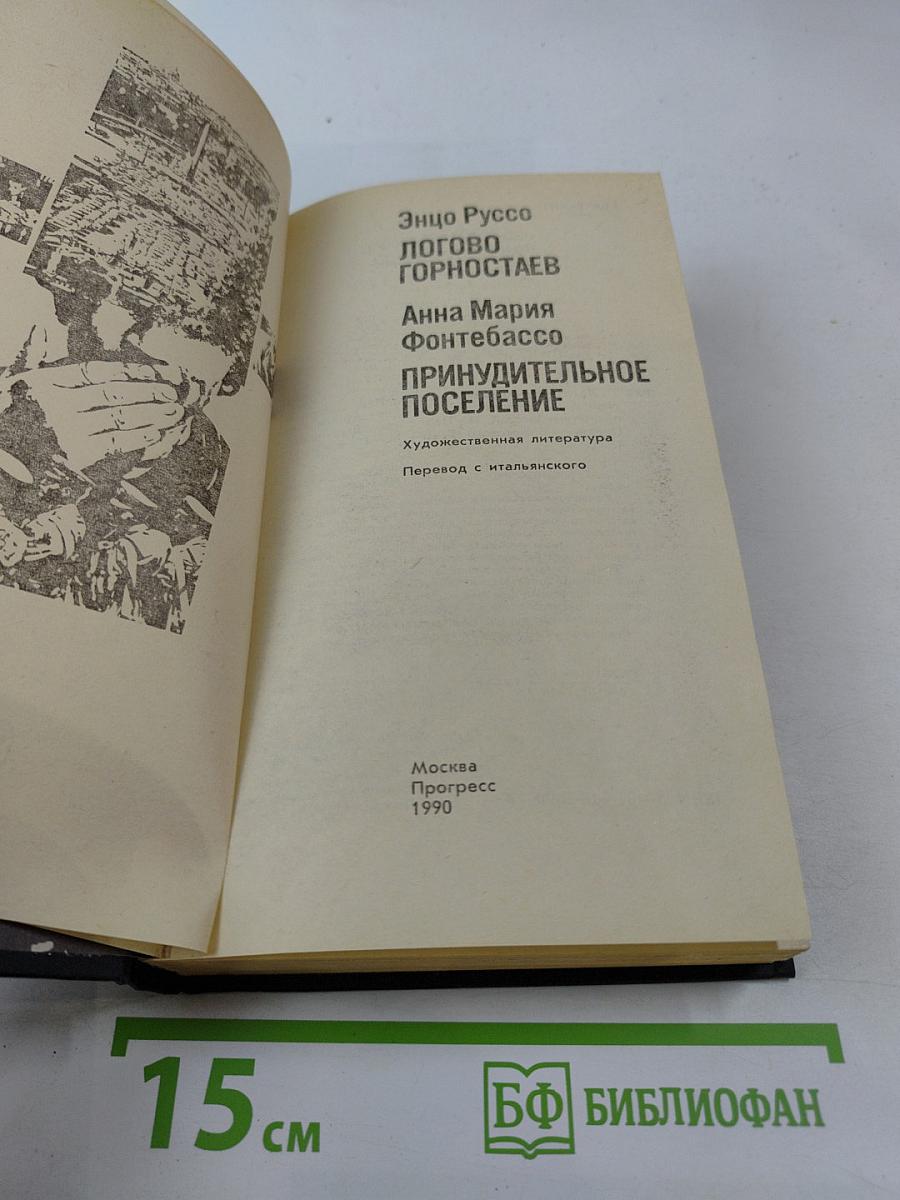 Энцо Руссо
ЛОГОВО
ГОРНОСТАЕВ
Анна Мария
Фонтебассо
ПРИНУДИТЕЛЬНОЕ
ПОСЕЛЕНИЕ
Художественная литература
Перевод с итальянского
Москва
Прогресс
1990
15 см
БФ БИБЛИОФАН